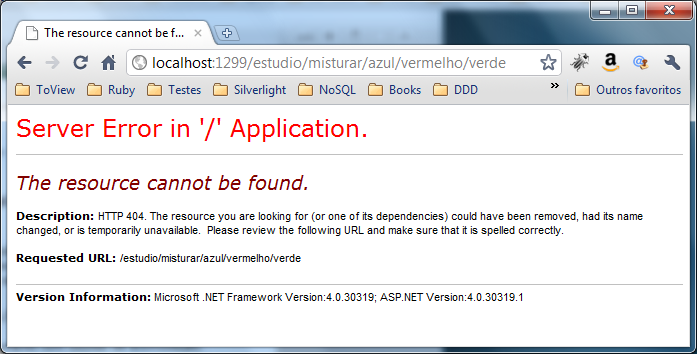 The resource cannot be f...
localhost:1299/estudio/misturar/azul/vermelho/verde
ToView Ruby Testes Silverlight NoSQL Books DDD » Outros favoritos
Server Error in '/' Application.
The resource cannot be found.
Description: HTTP 404. The resource you are looking for (or one of its dependencies) could have been removed, had its name
changed, or is temporarily unavailable.  Please review the following URL and make sure that it is spelled correctly.
Requested URL: /estudio/misturar/azul/vermelho/verde
Version Information: Microsoft .NET Framework Version:4.0.30319; ASP.NET Version:4.0.30319.1